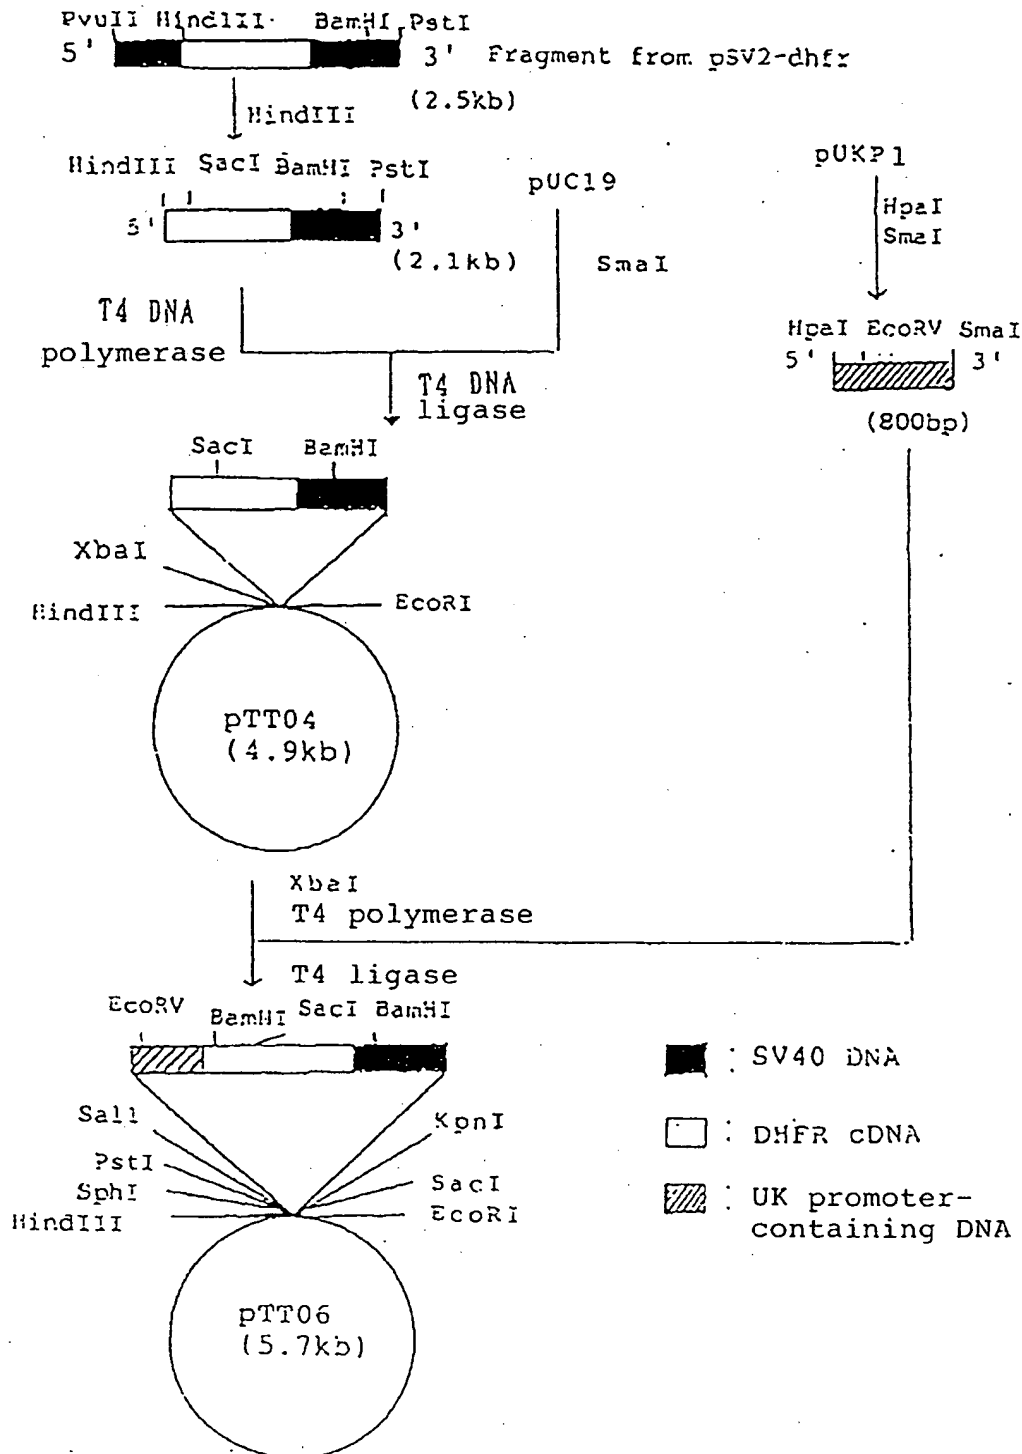 PvuII HindIII BamHI PstI
5' 3' Fragment from pSV2-dhfr
(2.5kb)
HindIII
HindIII SacI BamHI PstI
5' 3'
(2.1kb)
pUC19
SmaI
pUKP1
HpaI
SmaI
HpaI EcoRV SmaI
5' 3'
(800bp)
T4 DNA
polymerase
T4 DNA
ligase
SacI BamHI
XbaI
HindIII
EcoRI
pTT04
(4.9kb)
XbaI
T4 polymerase
T4 ligase
EcoRV BamHI SacI BamHI
SalI
PstI
SphI
HindIII
KpnI
SacI
EcoRI
pTT06
(5.7kb)
: SV40 DNA
: DHFR cDNA
: UK promoter-
containing DNA